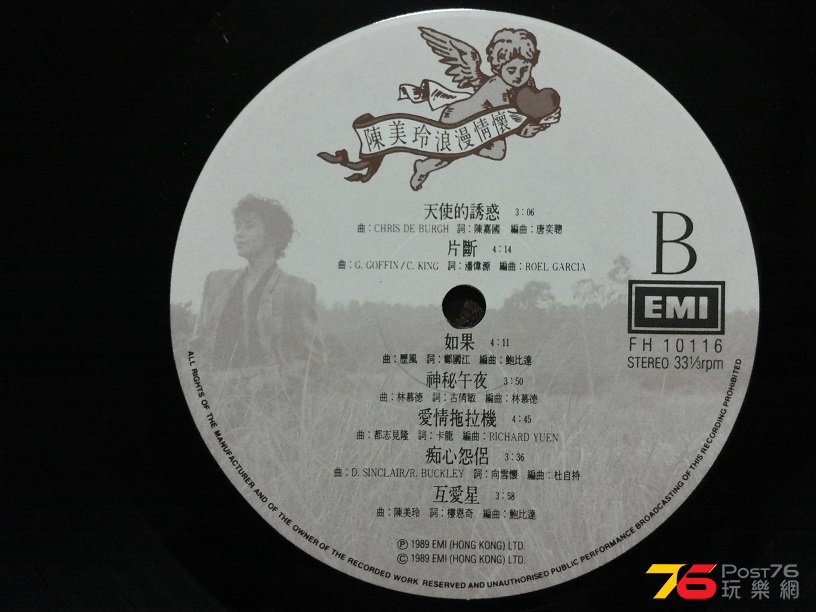 陳美玲浪漫情懷
天使的誘惑 3:06
曲:CHRIS DE BURGH 詞:陳嘉國 編曲:唐奕聰
片斷 4:14
曲:G. GOFFIN/C. KING 詞:潘偉源 編曲:ROEL GARCIA
B
EMI
FH 10116
STEREO 33⅓rpm
如果 4:11
曲:歷風 詞:鄭國江 編曲:鮑比達
神秘午夜 3:50
曲:林慕德 詞:古倩敏 編曲:林慕德
愛情拖拉機 4:45
曲:都志見隆 詞:卡龍 編曲:RICHARD YUEN
痴心怨侶 3:36
曲:D. SINCLAIR/R. BUCKLEY 詞:向雪懷 編曲:杜自持
互愛星 3:58
曲:陳美玲 詞:樓恩奇 編曲:鮑比達
Ⓟ 1989 EMI (HONG KONG) LTD.
© 1989 EMI (HONG KONG) LTD.
ALL RIGHTS OF THE MANUFACTURER AND OF THE OWNER OF THE RECORDED WORK RESERVED AND UNAUTHORISED PUBLIC PERFORMANCE BROADCASTING OF THIS RECORDING PROHIBITED
76 POST76
玩樂網